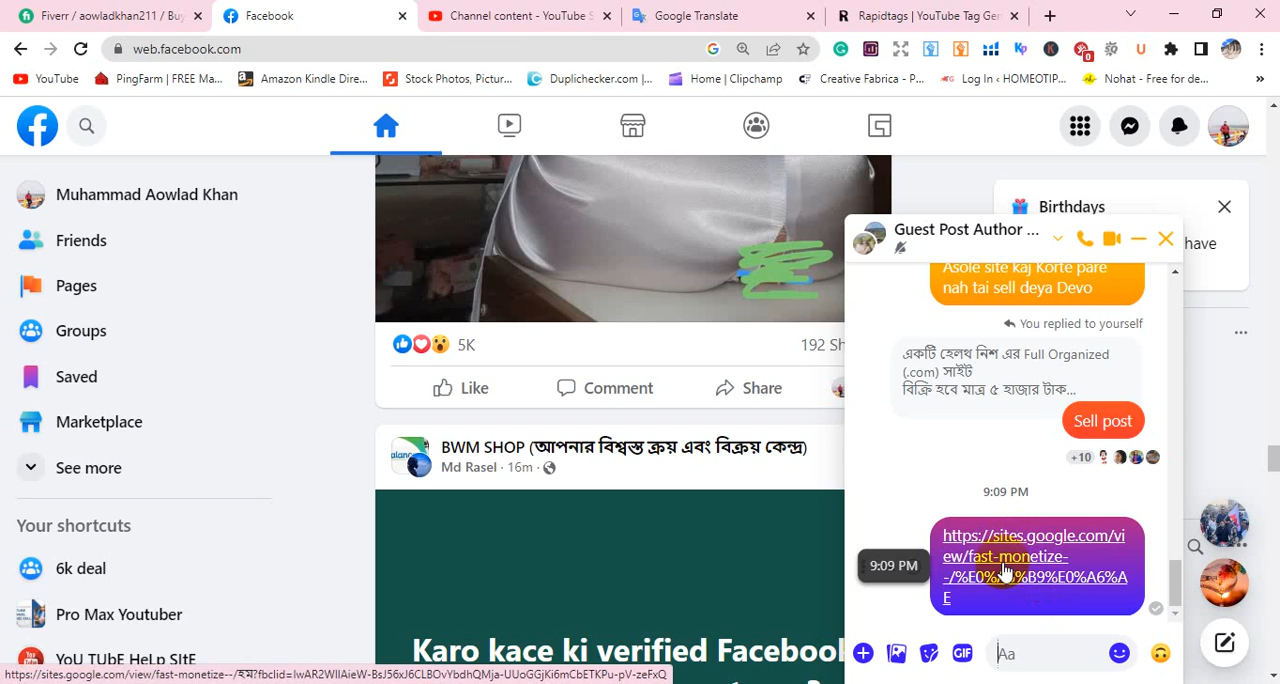 Fiverr / aowladkhan211 / Bu
Facebook
Channel content - YouTube S
Google Translate
Rapidtags | YouTube Tag Gen
web.facebook.com
YouTube
PingFarm | FREE Ma...
Amazon Kindle Dire...
Stock Photos, Pictur...
Duplichecker.com |...
Home | Clipchamp
Creative Fabrica - P...
Log In ‹ HOMEOTIP...
Nohat - Free for de...
Muhammad Aowlad Khan
Friends
Pages
Groups
Saved
Marketplace
See more
Your shortcuts
6k deal
Pro Max Youtuber
YoU TUbE HeLp SItE
5K
192 Sh
Like
Comment
Share
BWM SHOP (আপনার বিশ্বস্ত ক্রয় এবং বিক্রয় কেন্দ্র)
Md Rasel · 16m ·
Karo kace ki verified Facebook
Birthdays
have
Guest Post Author ...
Asole site kaj Korte pare
nah tai sell deya Devo
You replied to yourself
একটি হেলথ নিশ এর Full Organized
(.com) সাইট
বিক্রি হবে মাত্র ৫ হাজার টাক...
Sell post
+10
9:09 PM
https://sites.google.com/vi
ew/fast-monetize-
-/%E0%A6%B9%E0%A6%A
E
9:09 PM
Aa
https://sites.google.com/view/fast-monetize--/হম?fbclid=IwAR2WIIAieW-BsJ56xJ6CLBOvYbdhQMja-UUoGGjKi6mCbETKPu-pV-zeFxQ